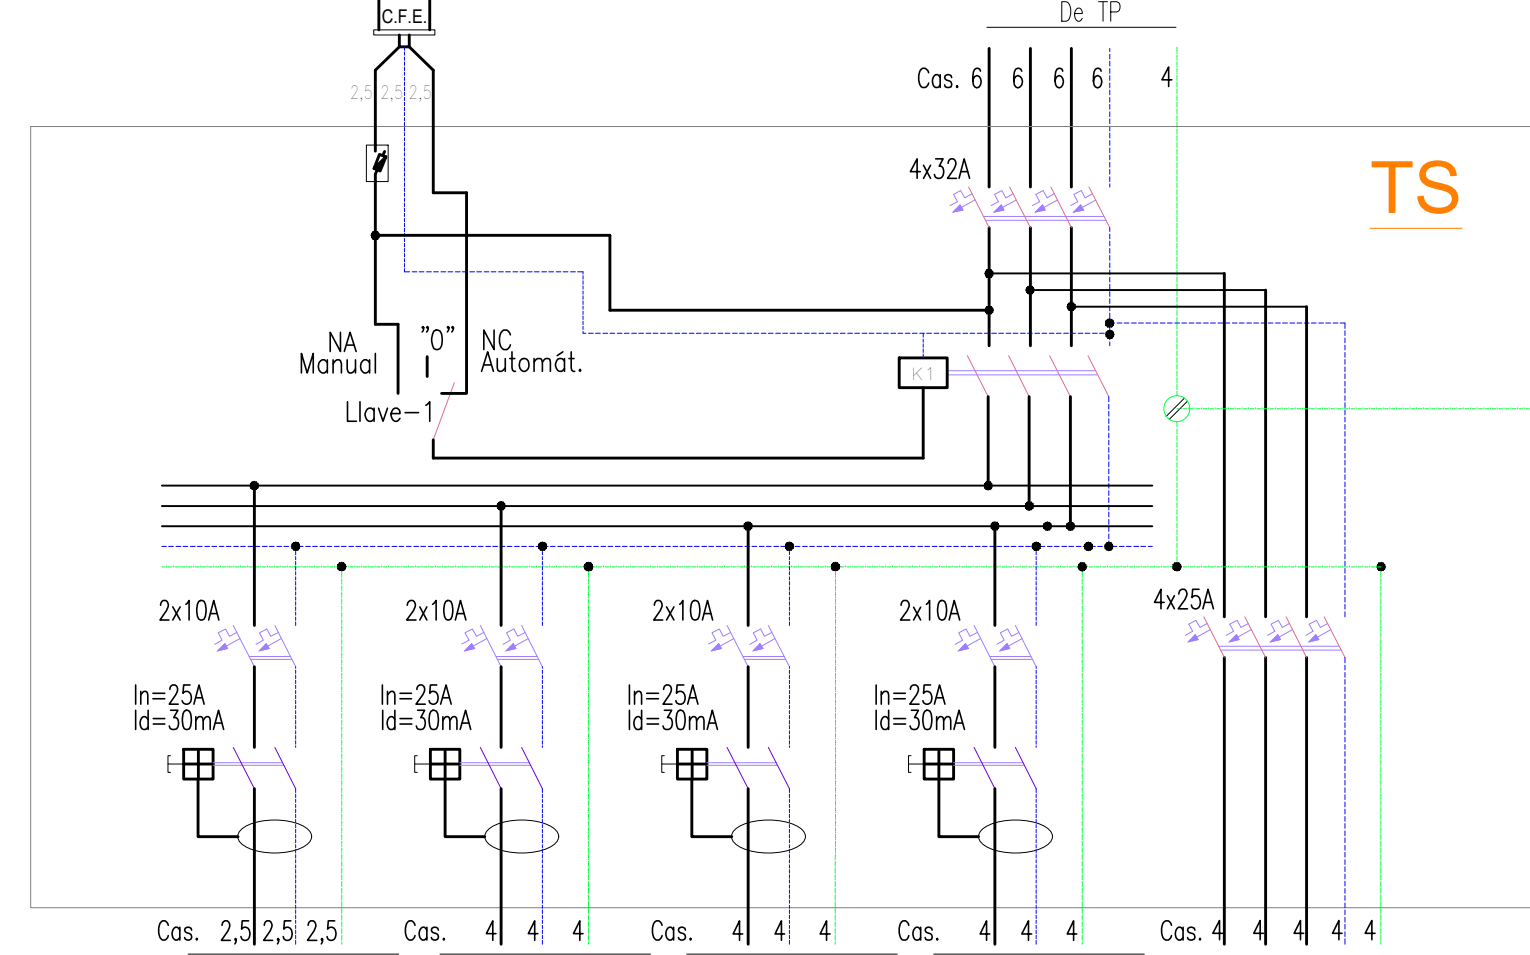 C.F.E.
De TP
2,5 2,5 2,5
Cas. 6 6 6 6 4
4x32A
TS
NA
Manual
"0"
NC
Automát.
K1
Llave-1
2x10A 2x10A 2x10A 2x10A 4x25A
In=25A In=25A In=25A In=25A
Id=30mA Id=30mA Id=30mA Id=30mA
Cas. 2,5 2,5 2,5 Cas. 4 4 4 Cas. 4 4 4 Cas. 4 4 4 Cas. 4 4 4 4 4